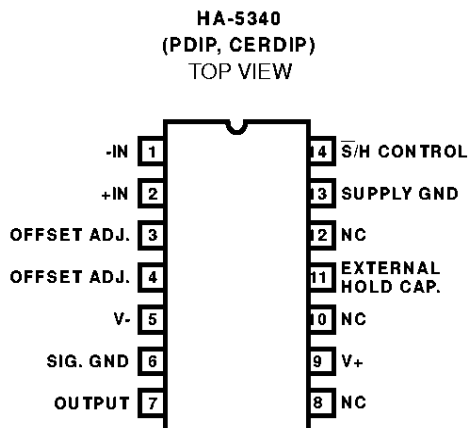 HA-5340
(PDIP, CERDIP)
TOP VIEW
-IN 1
14 S̅/H CONTROL
+IN 2
13 SUPPLY GND
OFFSET ADJ. 3
12 NC
OFFSET ADJ. 4
11 EXTERNAL
HOLD CAP.
V- 5
10 NC
SIG. GND 6
9 V+
OUTPUT 7
8 NC